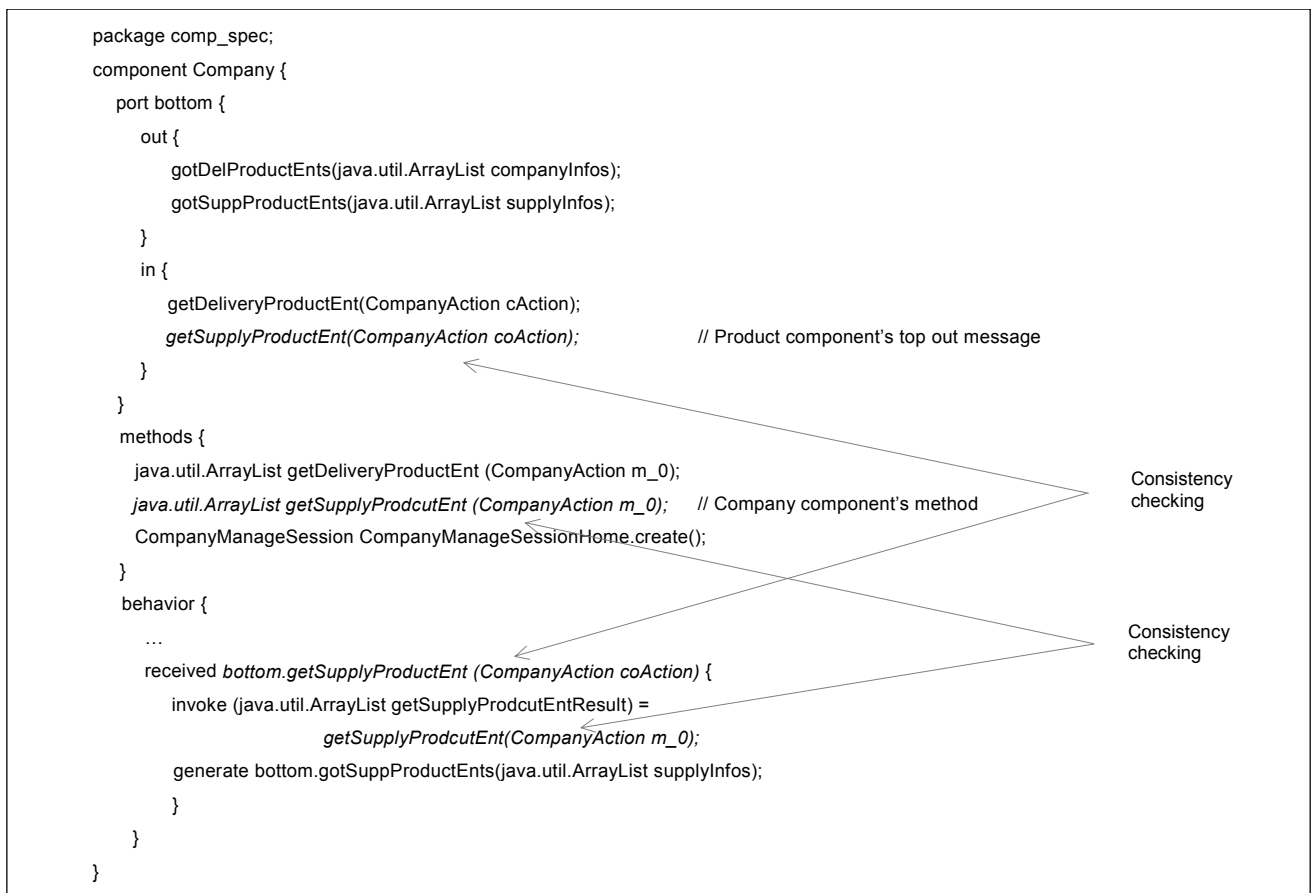 package comp_spec;
component Company {
port bottom {
out {
gotDelProductEnts(java.util.ArrayList companyInfos);
gotSuppProductEnts(java.util.ArrayList supplyInfos);
}
in {
getDeliveryProductEnt(CompanyAction cAction);
getSupplyProductEnt(CompanyAction coAction); // Product component's top out message
}
}
methods {
java.util.ArrayList getDeliveryProductEnt (CompanyAction m_0);
java.util.ArrayList getSupplyProdcutEnt (CompanyAction m_0); // Company component's method
CompanyManageSession CompanyManageSessionHome.create();
}
behavior {
…
received bottom.getSupplyProductEnt (CompanyAction coAction) {
invoke (java.util.ArrayList getSupplyProdcutEntResult) =
getSupplyProdcutEnt(CompanyAction m_0);
generate bottom.gotSuppProductEnts(java.util.ArrayList supplyInfos);
}
}
}
Consistency
checking
Consistency
checking